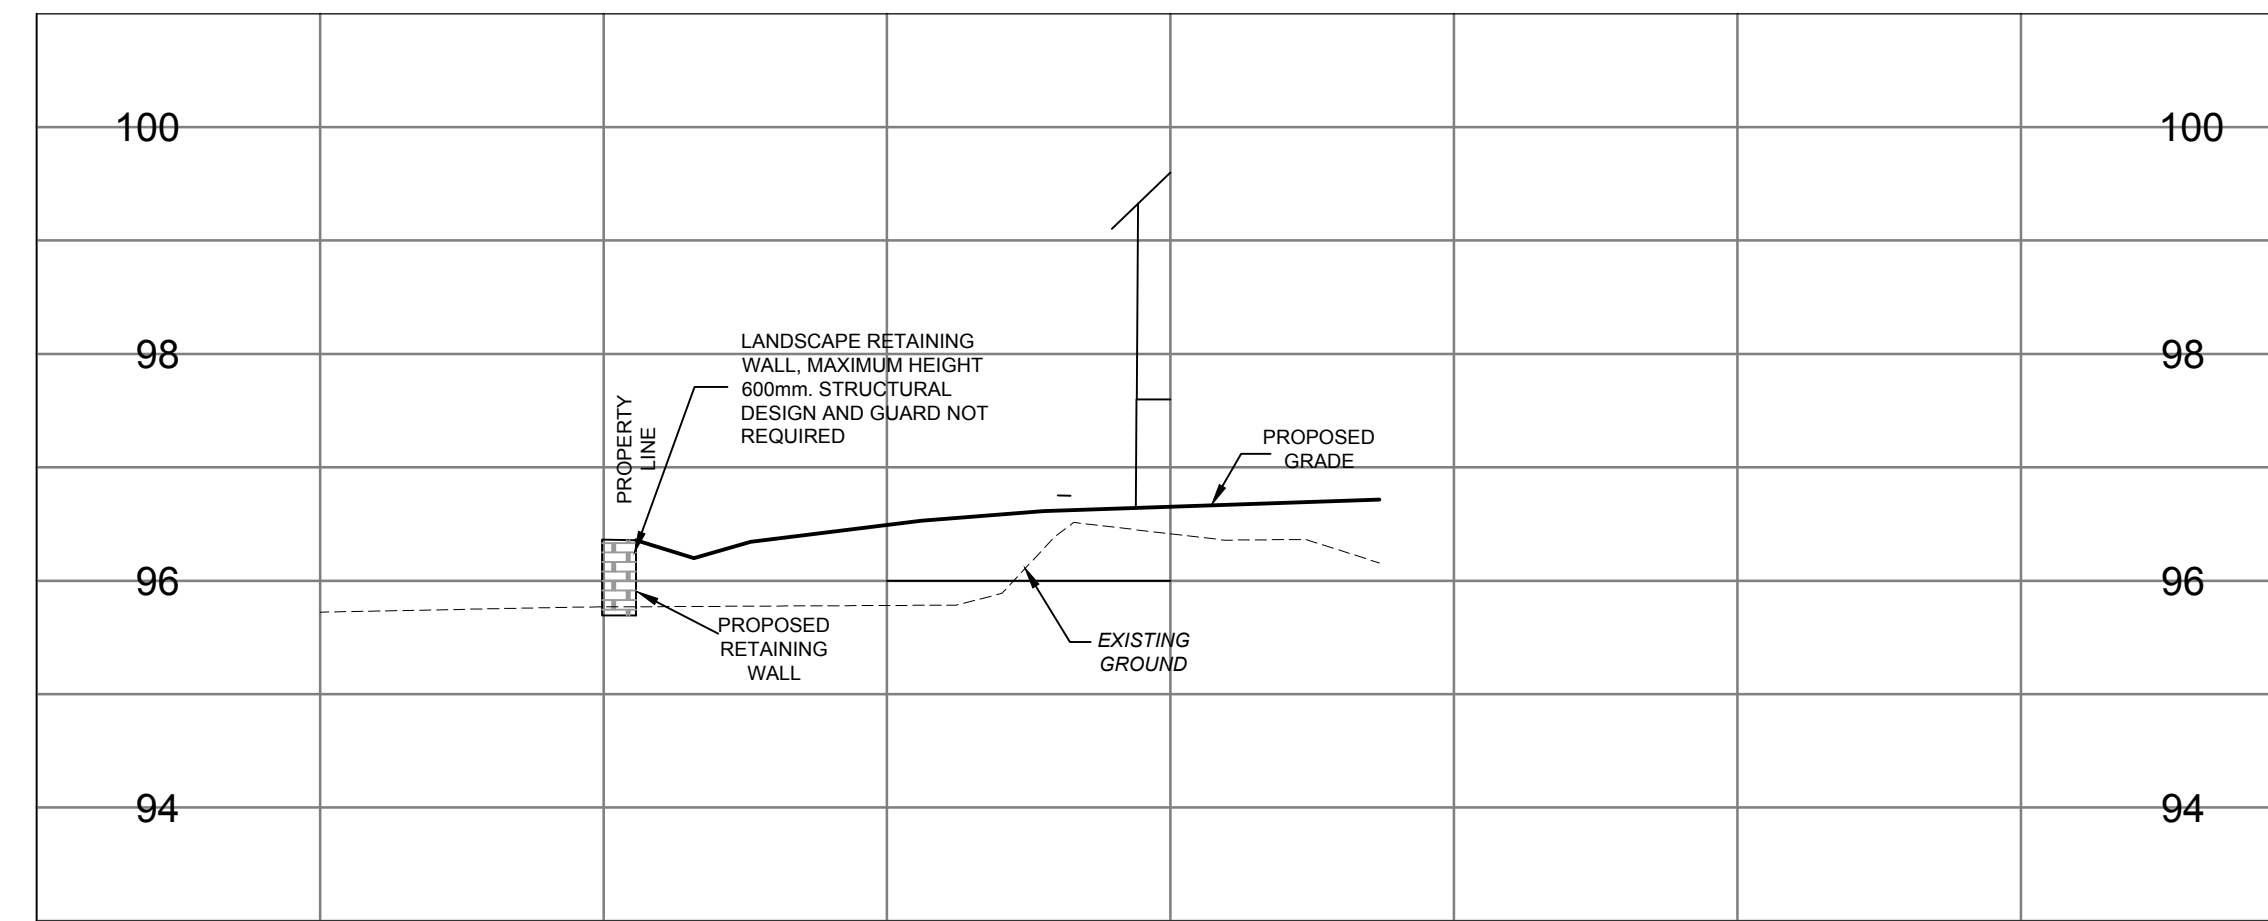 100
100
98
98
LANDSCAPE RETAINING
WALL, MAXIMUM HEIGHT
600mm. STRUCTURAL
DESIGN AND GUARD NOT
REQUIRED
PROPERTY
LINE
PROPOSED
GRADE
96
96
PROPOSED
RETAINING
WALL
EXISTING
GROUND
94
94